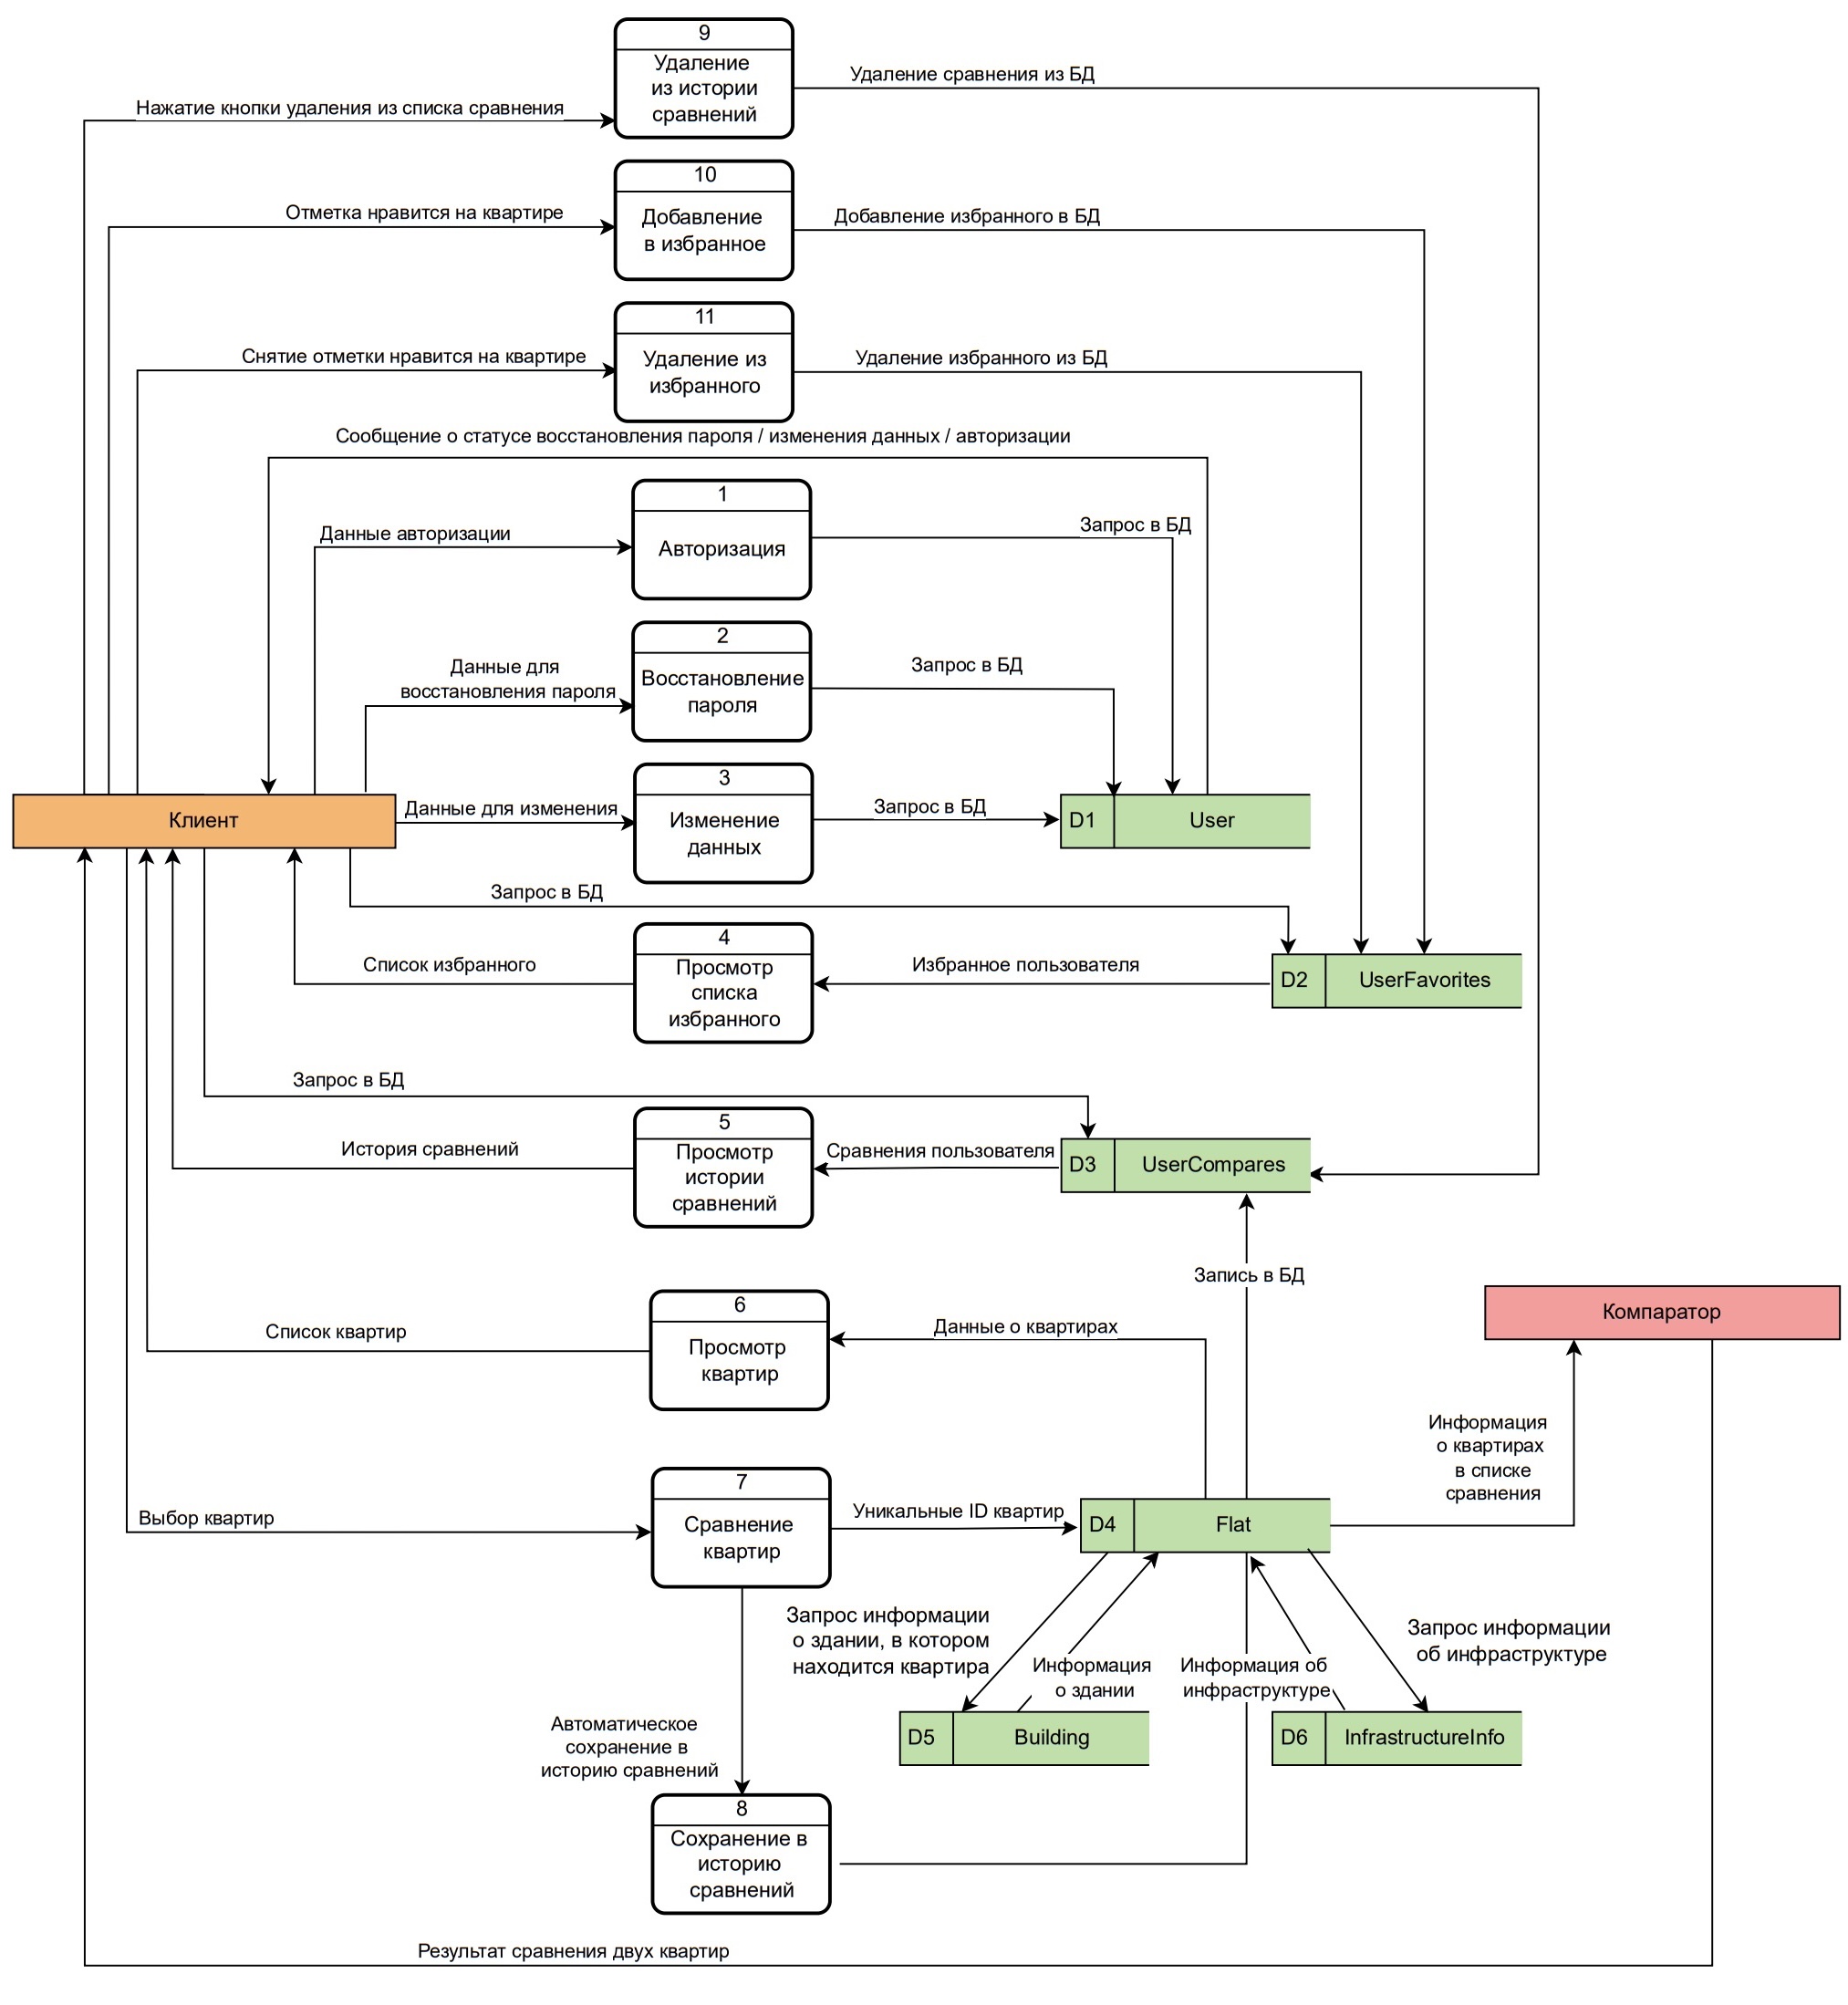 9
Удаление
из истории
сравнений
Удаление сравнения из БД
Нажатие кнопки удаления из списка сравнения
10
Добавление
в избранное
Отметка нравится на квартире
Добавление избранного в БД
11
Удаление из
избранного
Снятие отметки нравится на квартире
Удаление избранного из БД
Сообщение о статусе восстановления пароля / изменения данных / авторизации
1
Авторизация
Данные авторизации
Запрос в БД
2
Восстановление
пароля
Данные для
восстановления пароля
Запрос в БД
3
Изменение
данных
Клиент
Данные для изменения
Запрос в БД
D1
User
Запрос в БД
4
Просмотр
списка
избранного
Список избранного
Избранное пользователя
D2
UserFavorites
Запрос в БД
5
Просмотр
истории
сравнений
История сравнений
Сравнения пользователя
D3
UserCompares
Запись в БД
6
Просмотр
квартир
Список квартир
Данные о квартирах
Компаратор
Информация
о квартирах
в списке
сравнения
7
Сравнение
квартир
Выбор квартир
Уникальные ID квартир
D4
Flat
Запрос информации
о здании, в котором
находится квартира
Информация
о здании
Информация об
инфраструктуре
Запрос информации
об инфраструктуре
D5
Building
D6
InfrastructureInfo
Автоматическое
сохранение в
историю сравнений
8
Сохранение в
историю
сравнений
Результат сравнения двух квартир